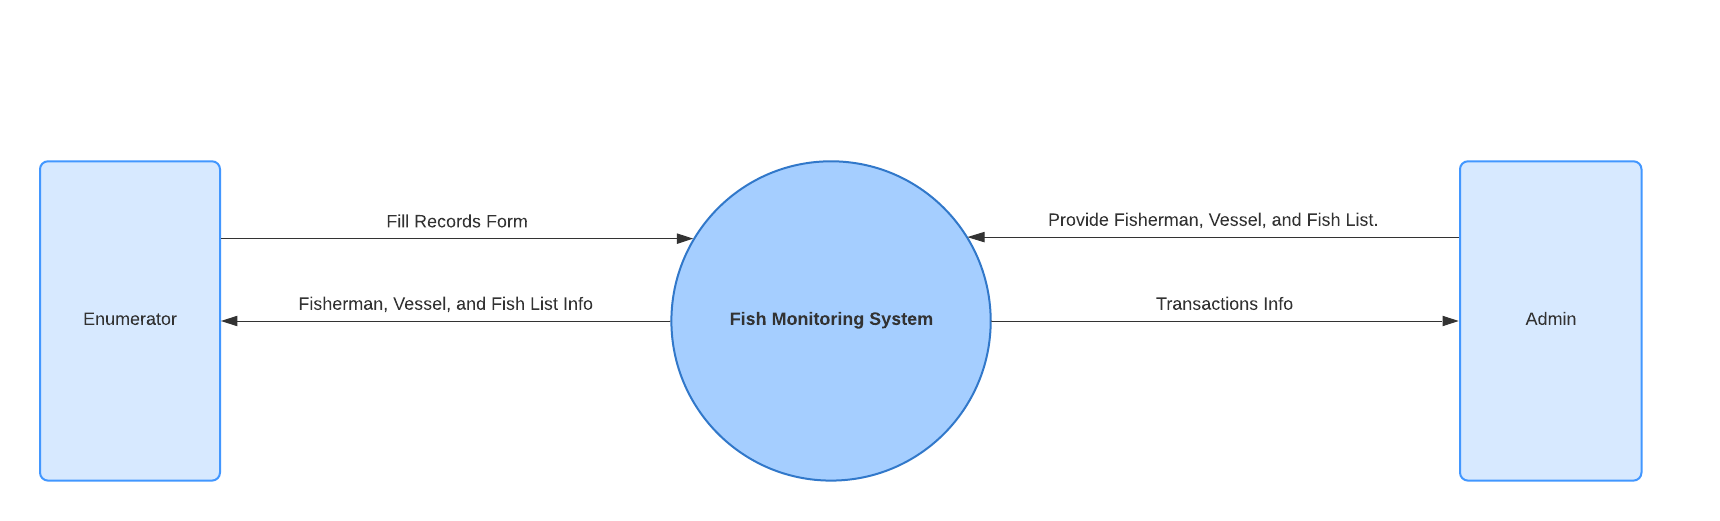 Fill Records Form
Provide Fisherman, Vessel, and Fish List.
Fisherman, Vessel, and Fish List Info
Transactions Info
Enumerator
Fish Monitoring System
Admin